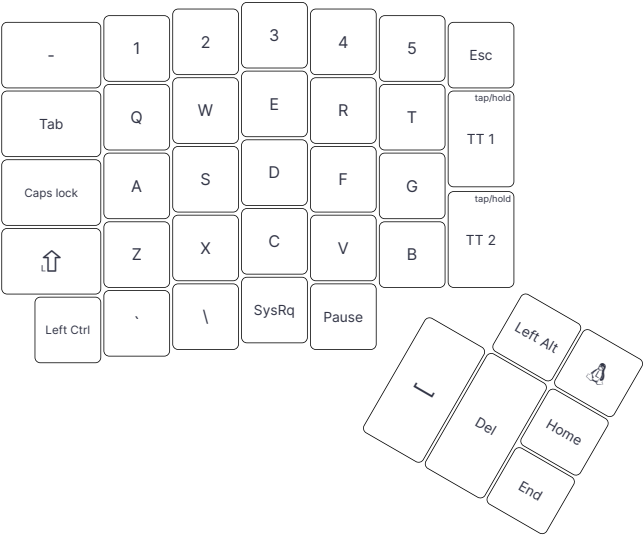 -
1
2
3
4
5
Esc
Tab
Q
W
E
R
T
tap/hold
TT 1
Caps lock
A
S
D
F
G
tap/hold
TT 2
L
Z
X
C
V
B
Left Ctrl
`
\
SysRq
Pause
Left Alt
Del
Home
End